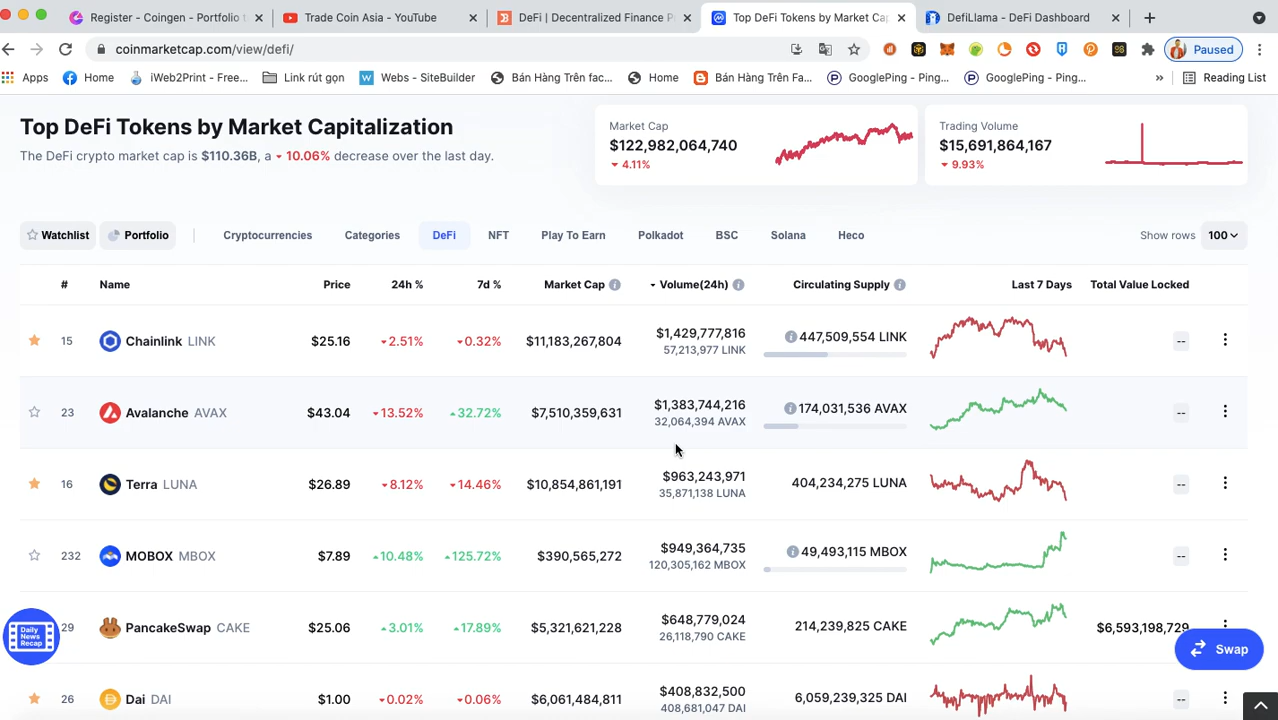 Register - Coingen - Portfolio t
Trade Coin Asia - YouTube
DeFi | Decentralized Finance P
Top DeFi Tokens by Market Cap
DefiLlama - DeFi Dashboard
coinmarketcap.com/view/defi/
Paused
Apps
Home
iWeb2Print - Free...
Link rút gọn
Webs - SiteBuilder
Bán Hàng Trên fac...
Home
Bán Hàng Trên Fa...
GooglePing - Ping...
GooglePing - Ping...
»
Reading List
Top DeFi Tokens by Market Capitalization
The DeFi crypto market cap is $110.36B, a 10.06% decrease over the last day.
Market Cap
$122,982,064,740
4.11%
Trading Volume
$15,691,864,167
9.93%
Watchlist
Portfolio
Cryptocurrencies
Categories
DeFi
NFT
Play To Earn
Polkadot
BSC
Solana
Heco
Show rows
100
# Name Price 24h % 7d % Market Cap Volume(24h) Circulating Supply Last 7 Days Total Value Locked
15 Chainlink LINK $25.16 2.51% 0.32% $11,183,267,804 $1,429,777,816 447,509,554 LINK --
57,213,977 LINK
23 Avalanche AVAX $43.04 13.52% 32.72% $7,510,359,631 $1,383,744,216 174,031,536 AVAX --
32,064,394 AVAX
16 Terra LUNA $26.89 8.12% 14.46% $10,854,861,191 $963,243,971 404,234,275 LUNA --
35,871,138 LUNA
232 MOBOX MBOX $7.89 10.48% 125.72% $390,565,272 $949,364,735 49,493,115 MBOX --
120,305,162 MBOX
29 PancakeSwap CAKE $25.06 3.01% 17.89% $5,321,621,228 $648,779,024 214,239,825 CAKE $6,593,198,729
26,118,790 CAKE
26 Dai DAI $1.00 0.02% 0.06% $6,061,484,811 $408,832,500 6,059,239,325 DAI --
408,681,047 DAI
Daily
News
Recap
Swap